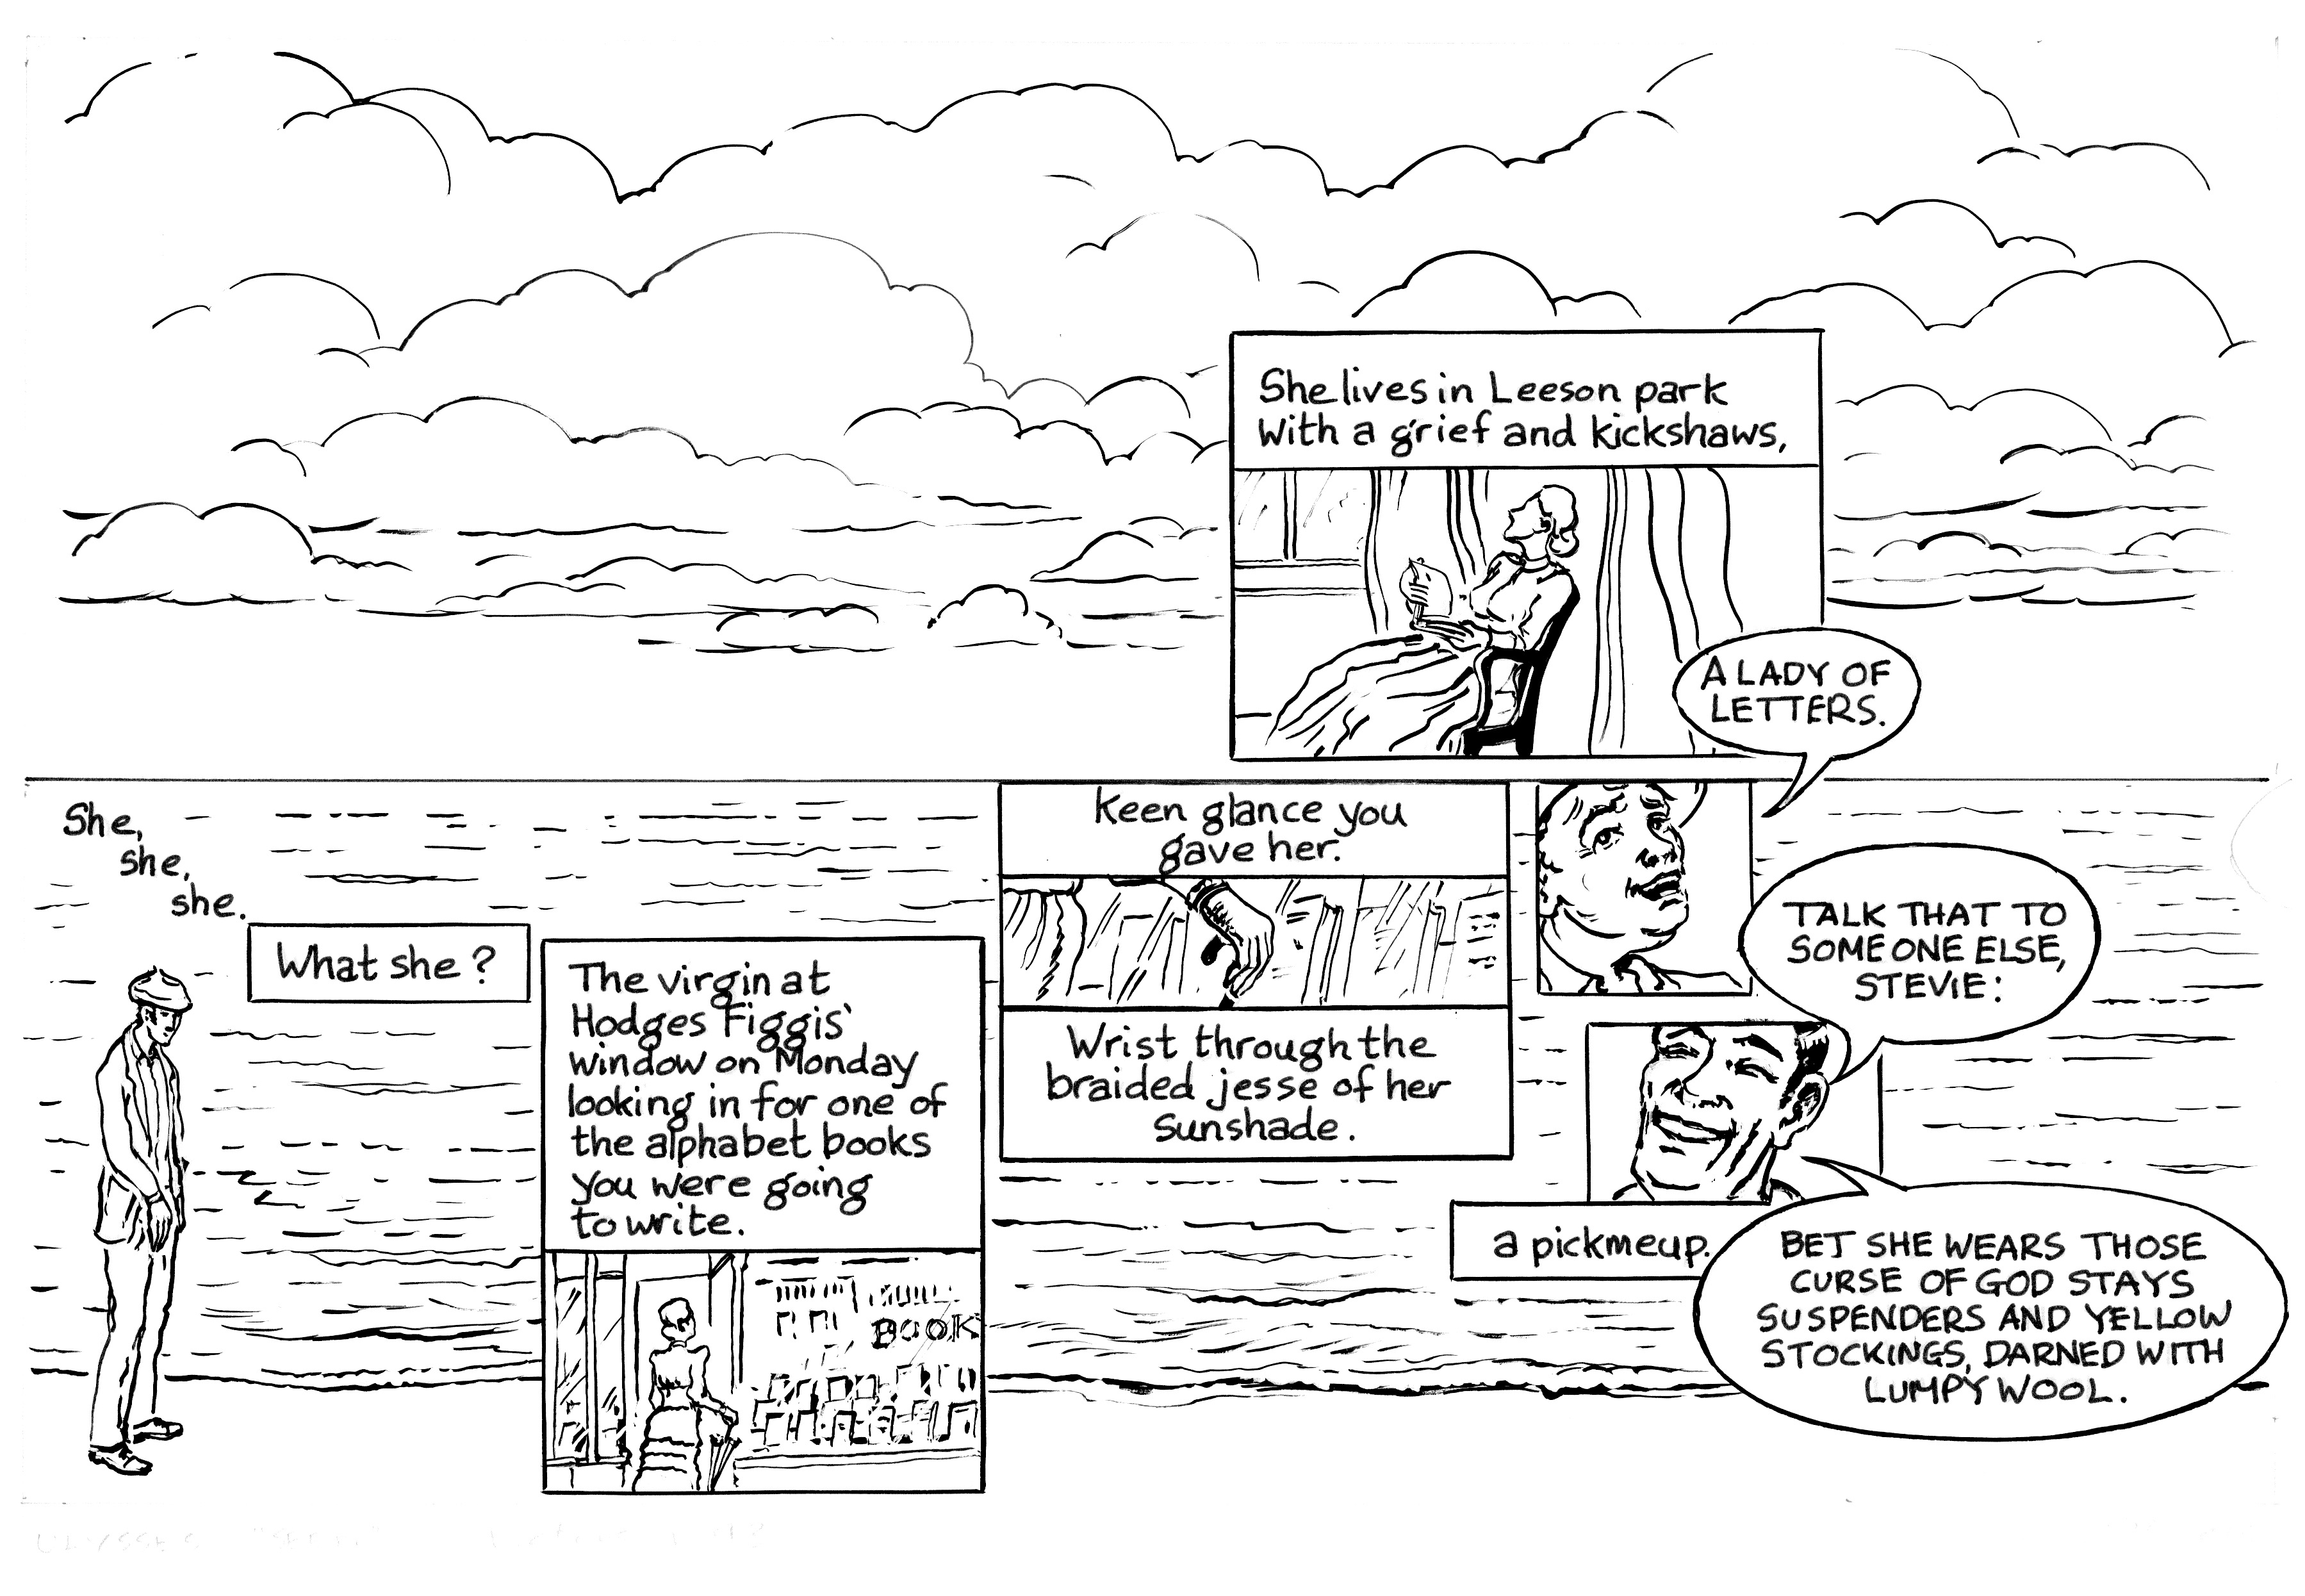 She,
she,
she.
What she?
The virgin at
Hodges Figgis'
window on Monday
looking in for one of
the alphabet books
you were going
to write.
BOOK
Keen glance you
gave her.
Wrist through the
braided jesse of her
sunshade.
She lives in Leeson park
with a grief and kickshaws,
A LADY OF
LETTERS.
TALK THAT TO
SOMEONE ELSE,
STEVIE:
a pickmeup.
BET SHE WEARS THOSE
CURSE OF GOD STAYS
SUSPENDERS AND YELLOW
STOCKINGS, DARNED WITH
LUMPY WOOL.
ULYSSES